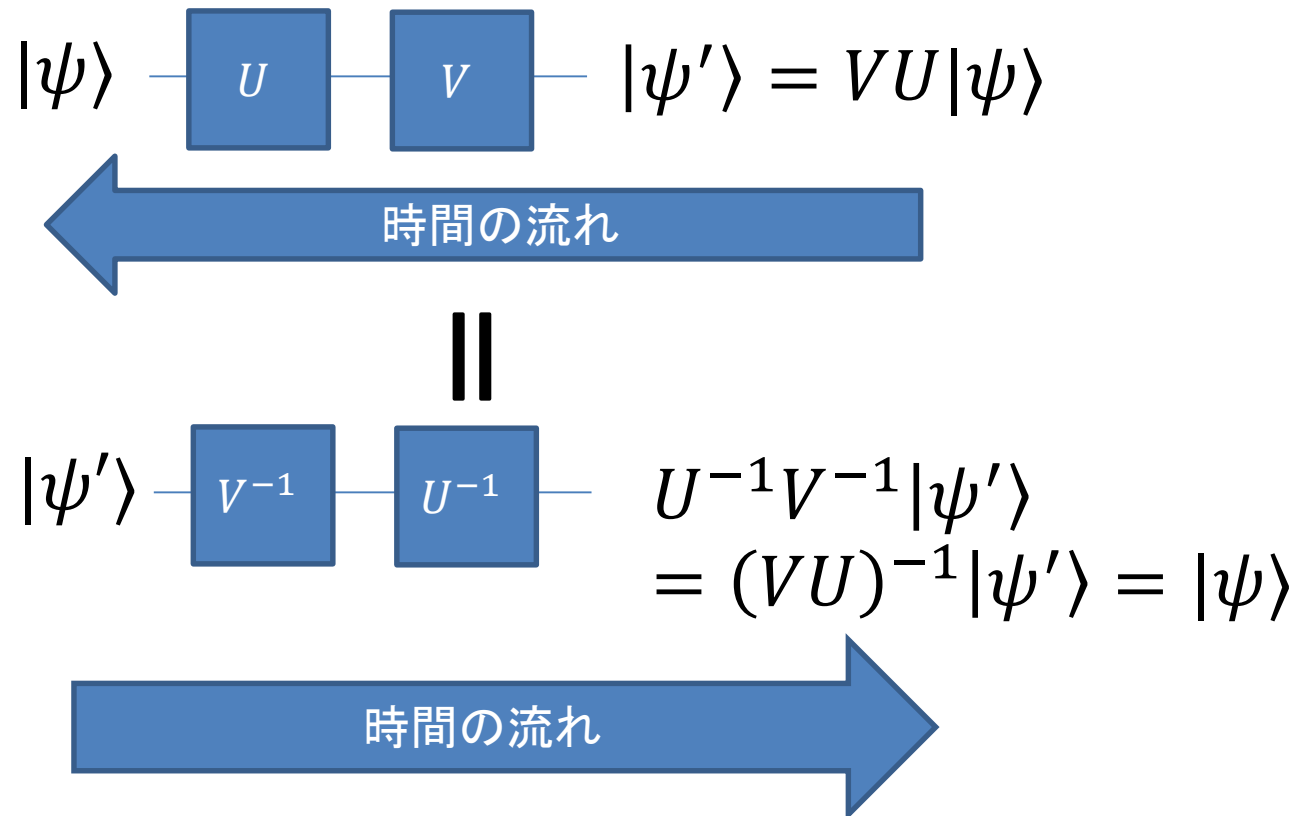 |ψ⟩ U V |ψ′⟩ = VU|ψ⟩
時間の流れ
||
|ψ′⟩ V⁻¹ U⁻¹ U⁻¹V⁻¹|ψ′⟩
= (VU)⁻¹|ψ′⟩ = |ψ⟩
時間の流れ